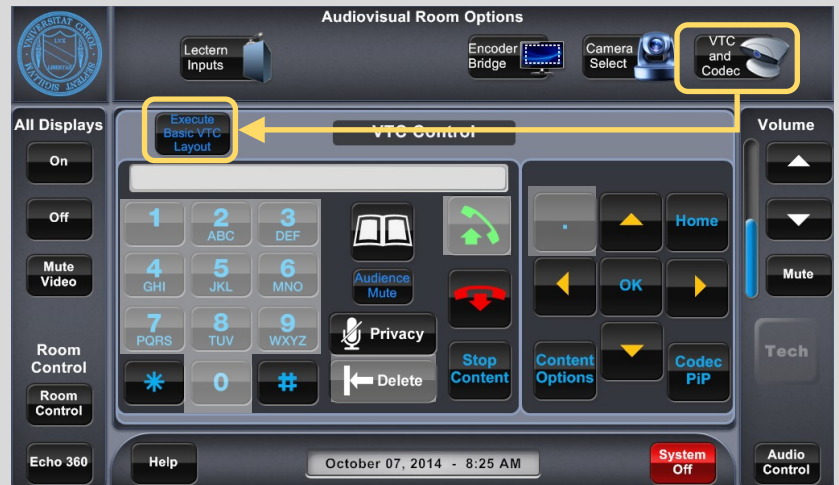 Audiovisual Room Options
Lectern
Inputs
Encoder
Bridge
Camera
Select
VTC
and
Codec
All Displays
On
Off
Mute
Video
Room
Control
Room
Control
Echo 360
Execute
Basic VTC
Layout
VTC Control
1
2
ABC
3
DEF
4
GHI
5
JKL
6
MNO
7
PQRS
8
TUV
9
WXYZ
*
0
#
Audience
Mute
Privacy
Delete
Stop
Content
.
Home
OK
Content
Options
Codec
PiP
Volume
Mute
Tech
Help
October 07, 2014 - 8:25 AM
System
Off
Audio
Control